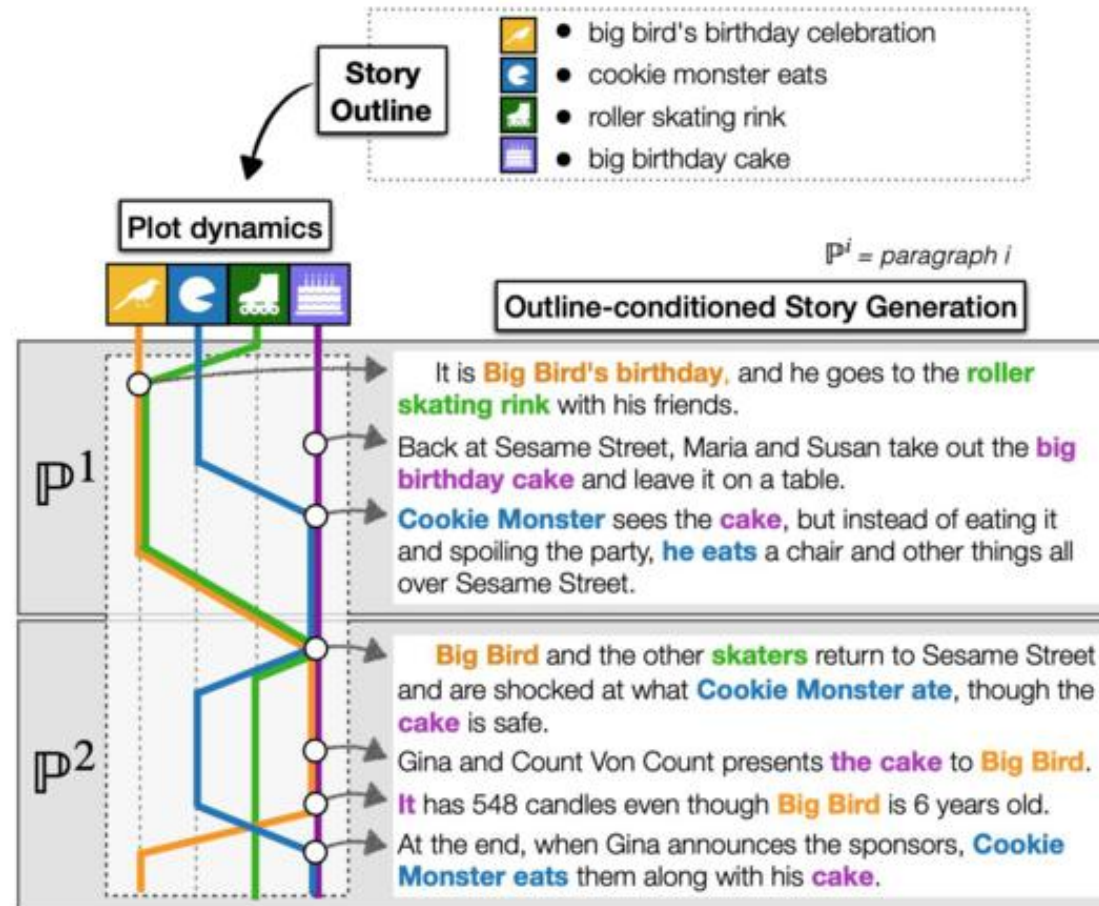 • big bird's birthday celebration
• cookie monster eats
• roller skating rink
• big birthday cake
Story
Outline
Plot dynamics
ℙⁱ = paragraph i
Outline-conditioned Story Generation
ℙ¹
It is Big Bird's birthday, and he goes to the roller
skating rink with his friends.
Back at Sesame Street, Maria and Susan take out the big
birthday cake and leave it on a table.
Cookie Monster sees the cake, but instead of eating it
and spoiling the party, he eats a chair and other things all
over Sesame Street.
ℙ²
Big Bird and the other skaters return to Sesame Street
and are shocked at what Cookie Monster ate, though the
cake is safe.
Gina and Count Von Count presents the cake to Big Bird.
It has 548 candles even though Big Bird is 6 years old.
At the end, when Gina announces the sponsors, Cookie
Monster eats them along with his cake.